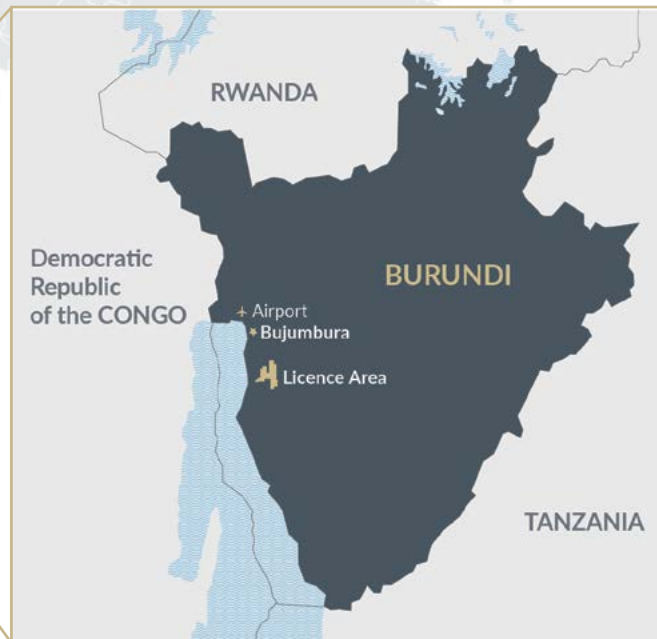 RWANDA
Democratic
Republic
of the CONGO
BURUNDI
Airport
Bujumbura
Licence Area
TANZANIA